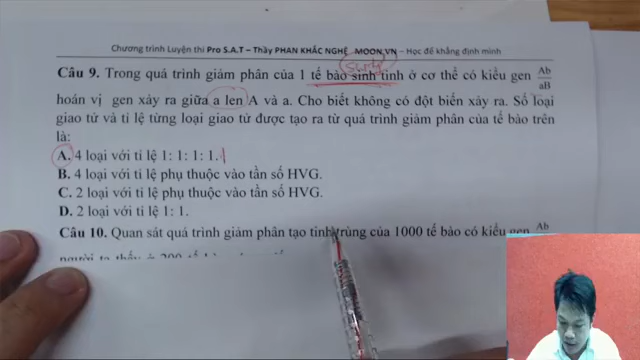 Chương trình Luyện thi Pro S.A.T – Thầy PHAN KHẮC NGHỆ MOON.VN – Học để khẳng định mình
Câu 9. Trong quá trình giảm phân của 1 tế bào sinh tinh ở cơ thể có kiểu gen Ab/aB
hoán vị gen xảy ra giữa a len A và a. Cho biết không có đột biến xảy ra. Số loại
giao tử và tỉ lệ từng loại giao tử được tạo ra từ quá trình giảm phân của tế bào trên
là:
A. 4 loại với tỉ lệ 1: 1: 1: 1.
B. 4 loại với tỉ lệ phụ thuộc vào tần số HVG.
C. 2 loại với tỉ lệ phụ thuộc vào tần số HVG.
D. 2 loại với tỉ lệ 1: 1.
Câu 10. Quan sát quá trình giảm phân tạo tinh trùng của 1000 tế bào có kiểu gen Ab